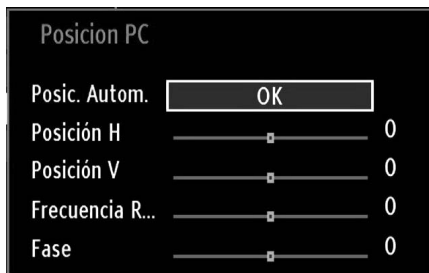 Posicion PC
Posic. Autom. OK
Posición H 0
Posición V 0
Frecuencia R... 0
Fase 0